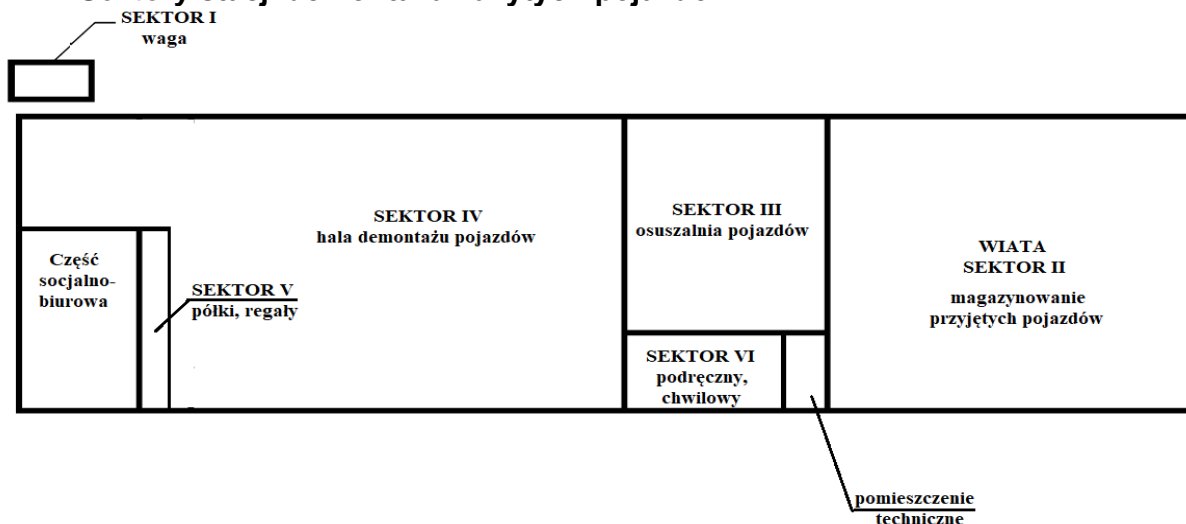 SEKTOR I
waga
SEKTOR IV
hala demontażu pojazdów
SEKTOR III
osuszalnia pojazdów
WIATA
SEKTOR II
magazynowanie
przyjętych pojazdów
Część
socjalno-
biurowa
SEKTOR V
półki, regały
SEKTOR VI
podręczny,
chwilowy
pomieszczenie
techniczne